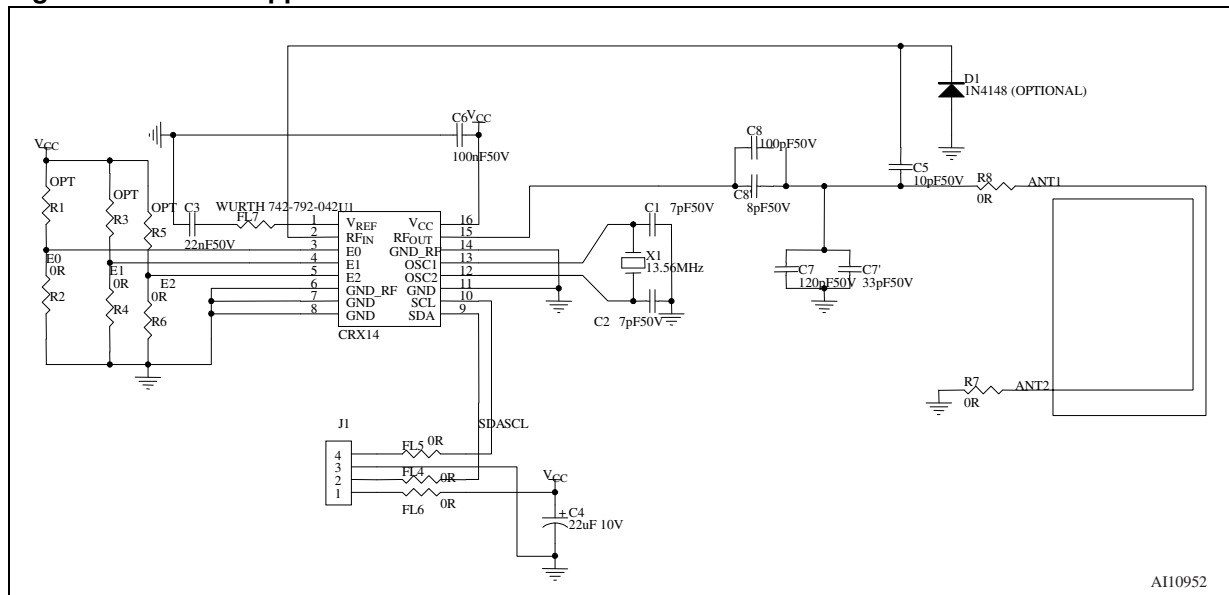 D1
1N4148 (OPTIONAL)
C6
VCC
100nF50V
C8
100pF50V
C8'
8pF50V
C5
10pF50V
R8
0R
ANT1
VCC
OPT
R1
OPT
R3
OPT
R5
C3
22nF50V
WURTH 742-792-042
FL7
U1
1 VREF VCC 16
2 RFIN RFOUT 15
3 E0 GND_RF 14
4 E1 OSC1 13
5 E2 OSC2 12
6 GND_RF GND 11
7 GND SCL 10
8 GND SDA 9
CRX14
C1 7pF50V
X1
13.56MHz
C2 7pF50V
C7
120pF50V
C7'
33pF50V
E0
0R
R2
E1
0R
R4
E2
0R
R6
R7
0R
ANT2
J1
SDA
SCL
4
3
2
1
FL5
0R
FL4
0R
FL6
0R
VCC
+
C4
22uF 10V
AI10952